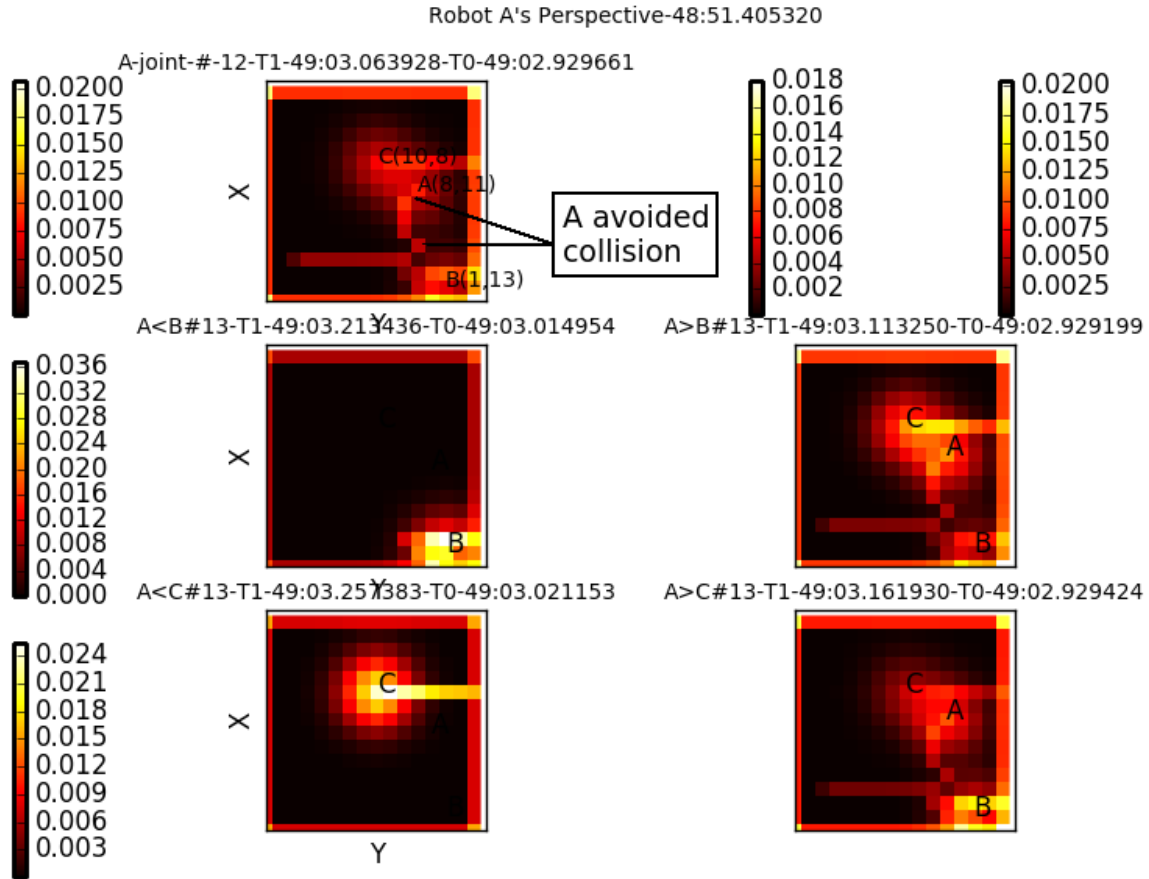 Robot A's Perspective-48:51.405320
A-joint-#-12-T1-49:03.063928-T0-49:02.929661
0.0200
0.0175
0.0150
0.0125
0.0100
0.0075
0.0050
0.0025
X
C(10,8)
A(8,11)
B(1,13)
Y
A avoided
collision
0.018
0.016
0.014
0.012
0.010
0.008
0.006
0.004
0.002
0.0200
0.0175
0.0150
0.0125
0.0100
0.0075
0.0050
0.0025
A<B#13-T1-49:03.213436-T0-49:03.014954
0.036
0.032
0.028
0.024
0.020
0.016
0.012
0.008
0.004
0.000
X
C
A
B
Y
A>B#13-T1-49:03.113250-T0-49:02.929199
C
A
B
A<C#13-T1-49:03.257383-T0-49:03.021153
0.024
0.021
0.018
0.015
0.012
0.009
0.006
0.003
X
C
A
B
Y
A>C#13-T1-49:03.161930-T0-49:02.929424
C
A
B